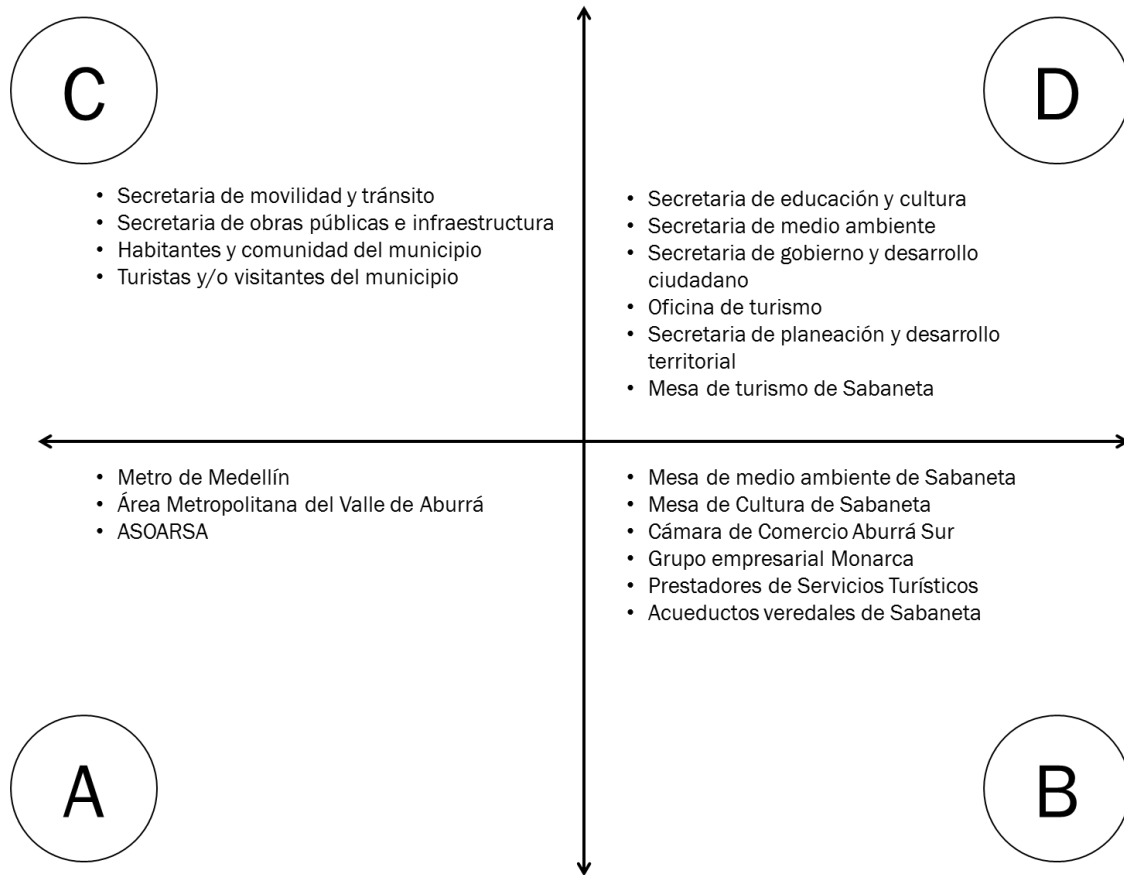 C
D
• Secretaria de movilidad y tránsito
• Secretaria de obras públicas e infraestructura
• Habitantes y comunidad del municipio
• Turistas y/o visitantes del municipio
• Secretaria de educación y cultura
• Secretaria de medio ambiente
• Secretaria de gobierno y desarrollo
ciudadano
• Oficina de turismo
• Secretaria de planeación y desarrollo
territorial
• Mesa de turismo de Sabaneta
• Metro de Medellín
• Área Metropolitana del Valle de Aburrá
• ASOARSA
• Mesa de medio ambiente de Sabaneta
• Mesa de Cultura de Sabaneta
• Cámara de Comercio Aburrá Sur
• Grupo empresarial Monarca
• Prestadores de Servicios Turísticos
• Acueductos veredales de Sabaneta
A
B